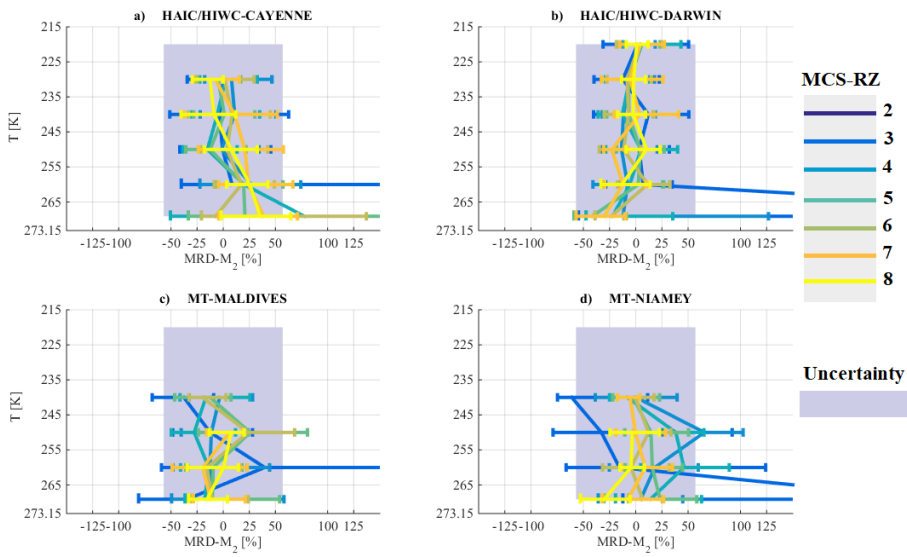 a) HAIC/HIWC-CAYENNE
215
225
235
245
255
265
273.15
T [K]
-125-100 -50 -25 0 25 50 75 100 125
MRD-M2 [%]
b) HAIC/HIWC-DARWIN
215
225
235
245
255
265
273.15
-125-100 -50 -25 0 25 50 100 125
MRD-M2 [%]
MCS-RZ
2
3
4
5
6
7
8
c) MT-MALDIVES
215
225
235
245
255
265
273.15
T [K]
-125-100 -50 -25 0 25 50 75 100 125
MRD-M2 [%]
d) MT-NIAMEY
215
225
235
245
255
265
273.15
-125-100 -50 -25 0 25 50 100 125
MRD-M2 [%]
Uncertainty